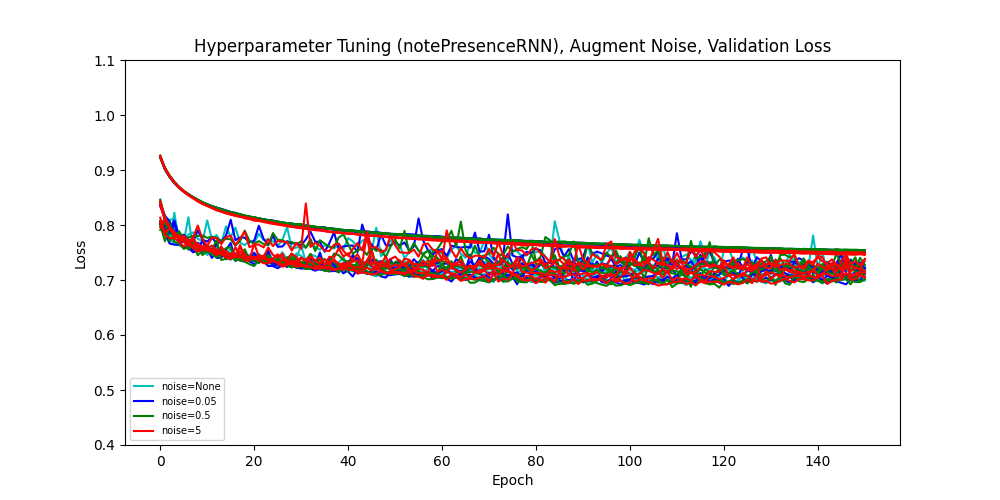 Hyperparameter Tuning (notePresenceRNN), Augment Noise, Validation Loss
1.1
1.0
0.9
0.8
0.7
0.6
0.5
0.4
Loss
noise=None
noise=0.05
noise=0.5
noise=5
0 20 40 60 80 100 120 140
Epoch